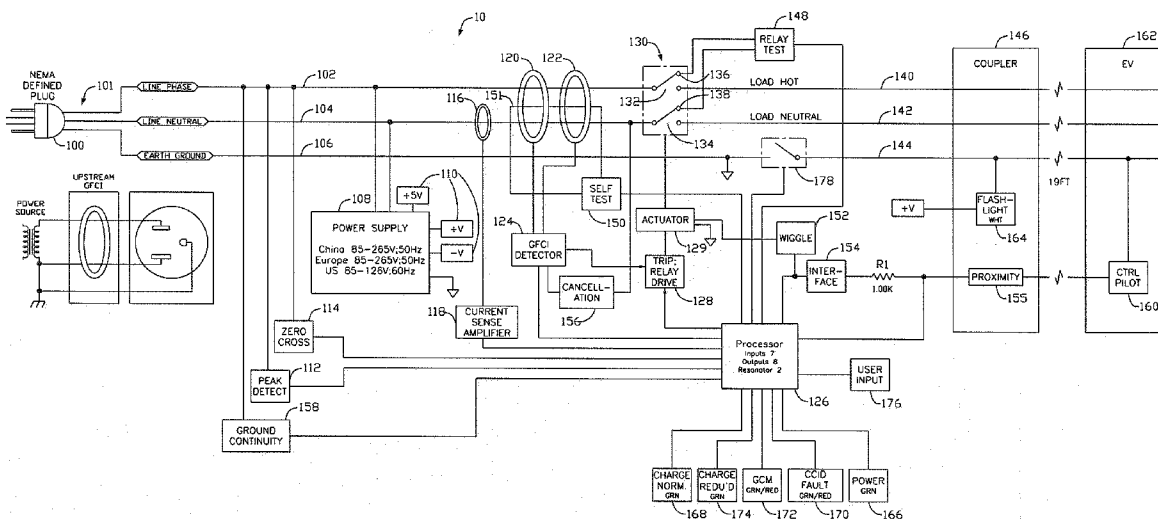 10
148
146
162
120
122
130
RELAY
TEST
COUPLER
EV
NEMA
DEFINED
PLUG
101
LINE PHASE
102
151
136
138
LOAD HOT
140
132
116
LINE NEUTRAL
104
LOAD NEUTRAL
142
100
134
EARTH GROUND
106
144
178
19FT
UPSTREAM
GFCI
POWER
SOURCE
110
+5V
108
POWER SUPPLY
+V
-V
China 85-265V;50Hz
Europe 85-265V;50Hz
US 85-126V;60Hz
SELF
TEST
150
124
GFCI
DETECTOR
ACTUATOR
129
WIGGLE
152
+V
FLASH-
LIGHT
WHT
164
154
INTER-
FACE
R1
1.00K
PROXIMITY
155
CTRL
PILOT
160
TRIP:
RELAY
DRIVE
128
CANCELL-
ATION
156
118
CURRENT
SENSE
AMPLIFIER
114
ZERO
CROSS
Processor
Inputs 7
Outputs 8
Resonator 2
126
112
PEAK
DETECT
USER
INPUT
176
158
GROUND
CONTINUITY
CHARGE
NORM.
GRN
168
CHARGE
REDU'D
GRN
174
GCM
GRN/RED
172
CCID
FAULT
GRN/RED
170
POWER
GRN
166